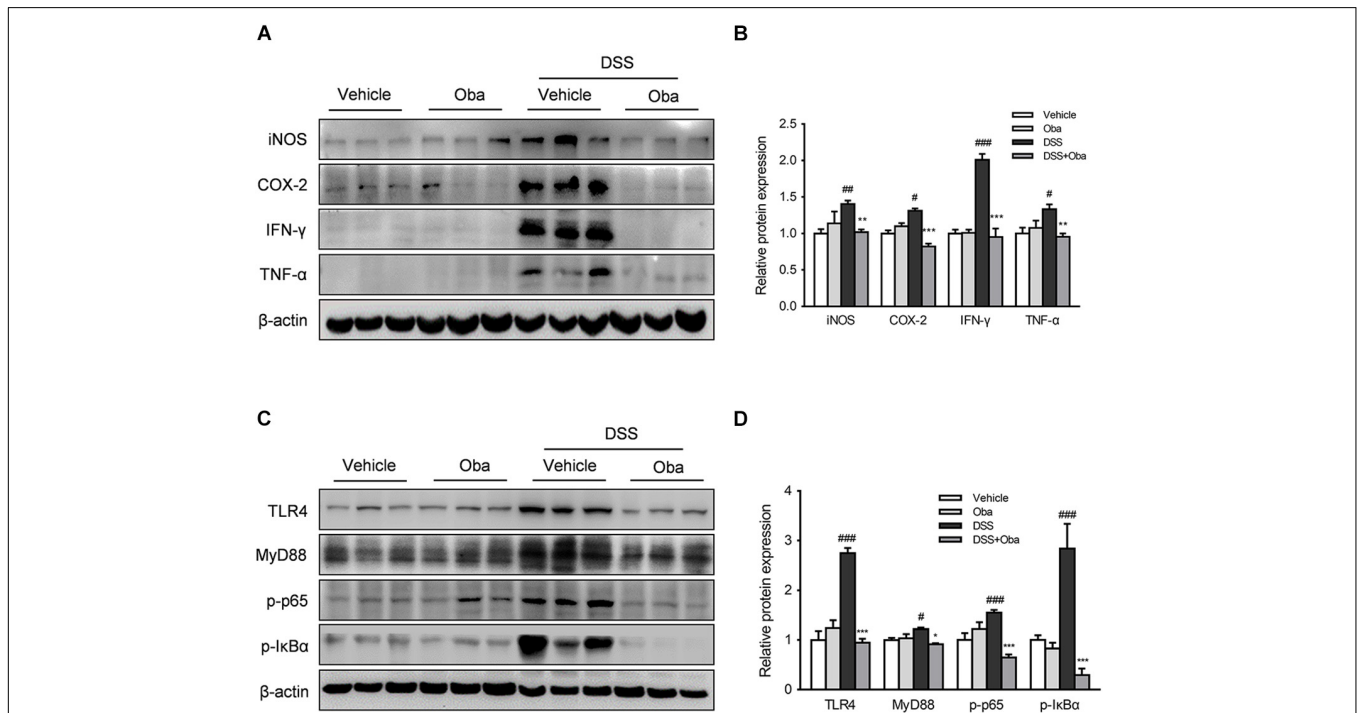 A
DSS
Vehicle Oba Vehicle Oba
iNOS
COX-2
IFN-γ
TNF-α
β-actin
B
Relative protein expression
2.5
2.0
1.5
1.0
0.5
0.0
Vehicle
Oba
DSS
DSS+Oba
## ** # *** ### *** # **
iNOS COX-2 IFN-γ TNF-α
C
DSS
Vehicle Oba Vehicle Oba
TLR4
MyD88
p-p65
p-IκBα
β-actin
D
Relative protein expression
4
3
2
1
0
Vehicle
Oba
DSS
DSS+Oba
### *** # * ### *** ### ***
TLR4 MyD88 p-p65 p-IκBα